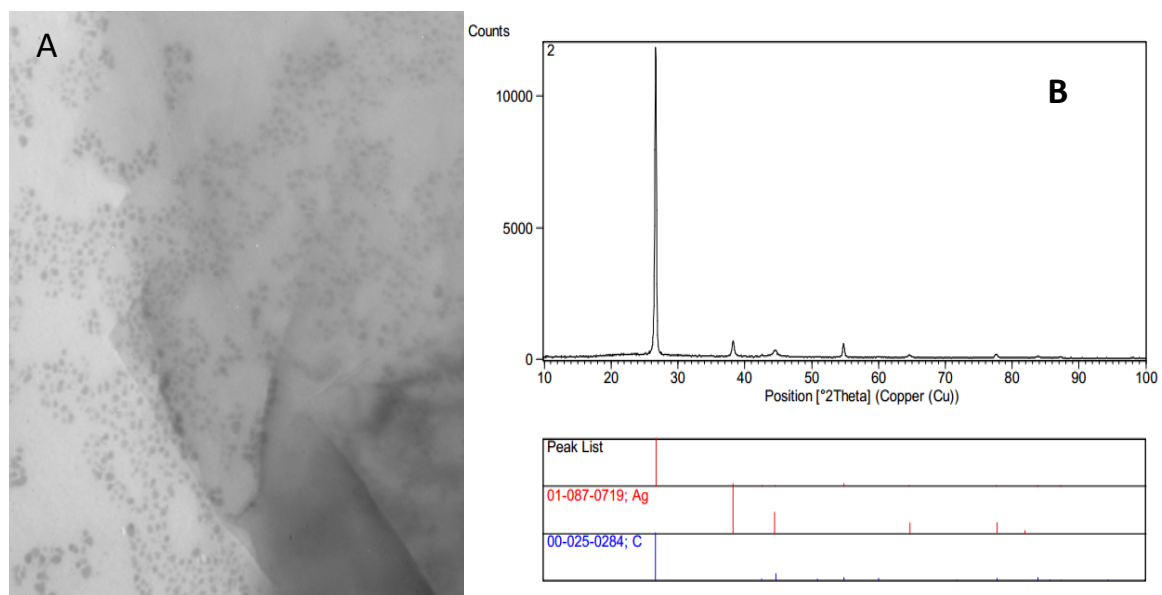 A
Counts
2
B
10000
5000
0
10 20 30 40 50 60 70 80 90 100
Position [°2Theta] (Copper (Cu))
Peak List
01-087-0719; Ag
00-025-0284; C